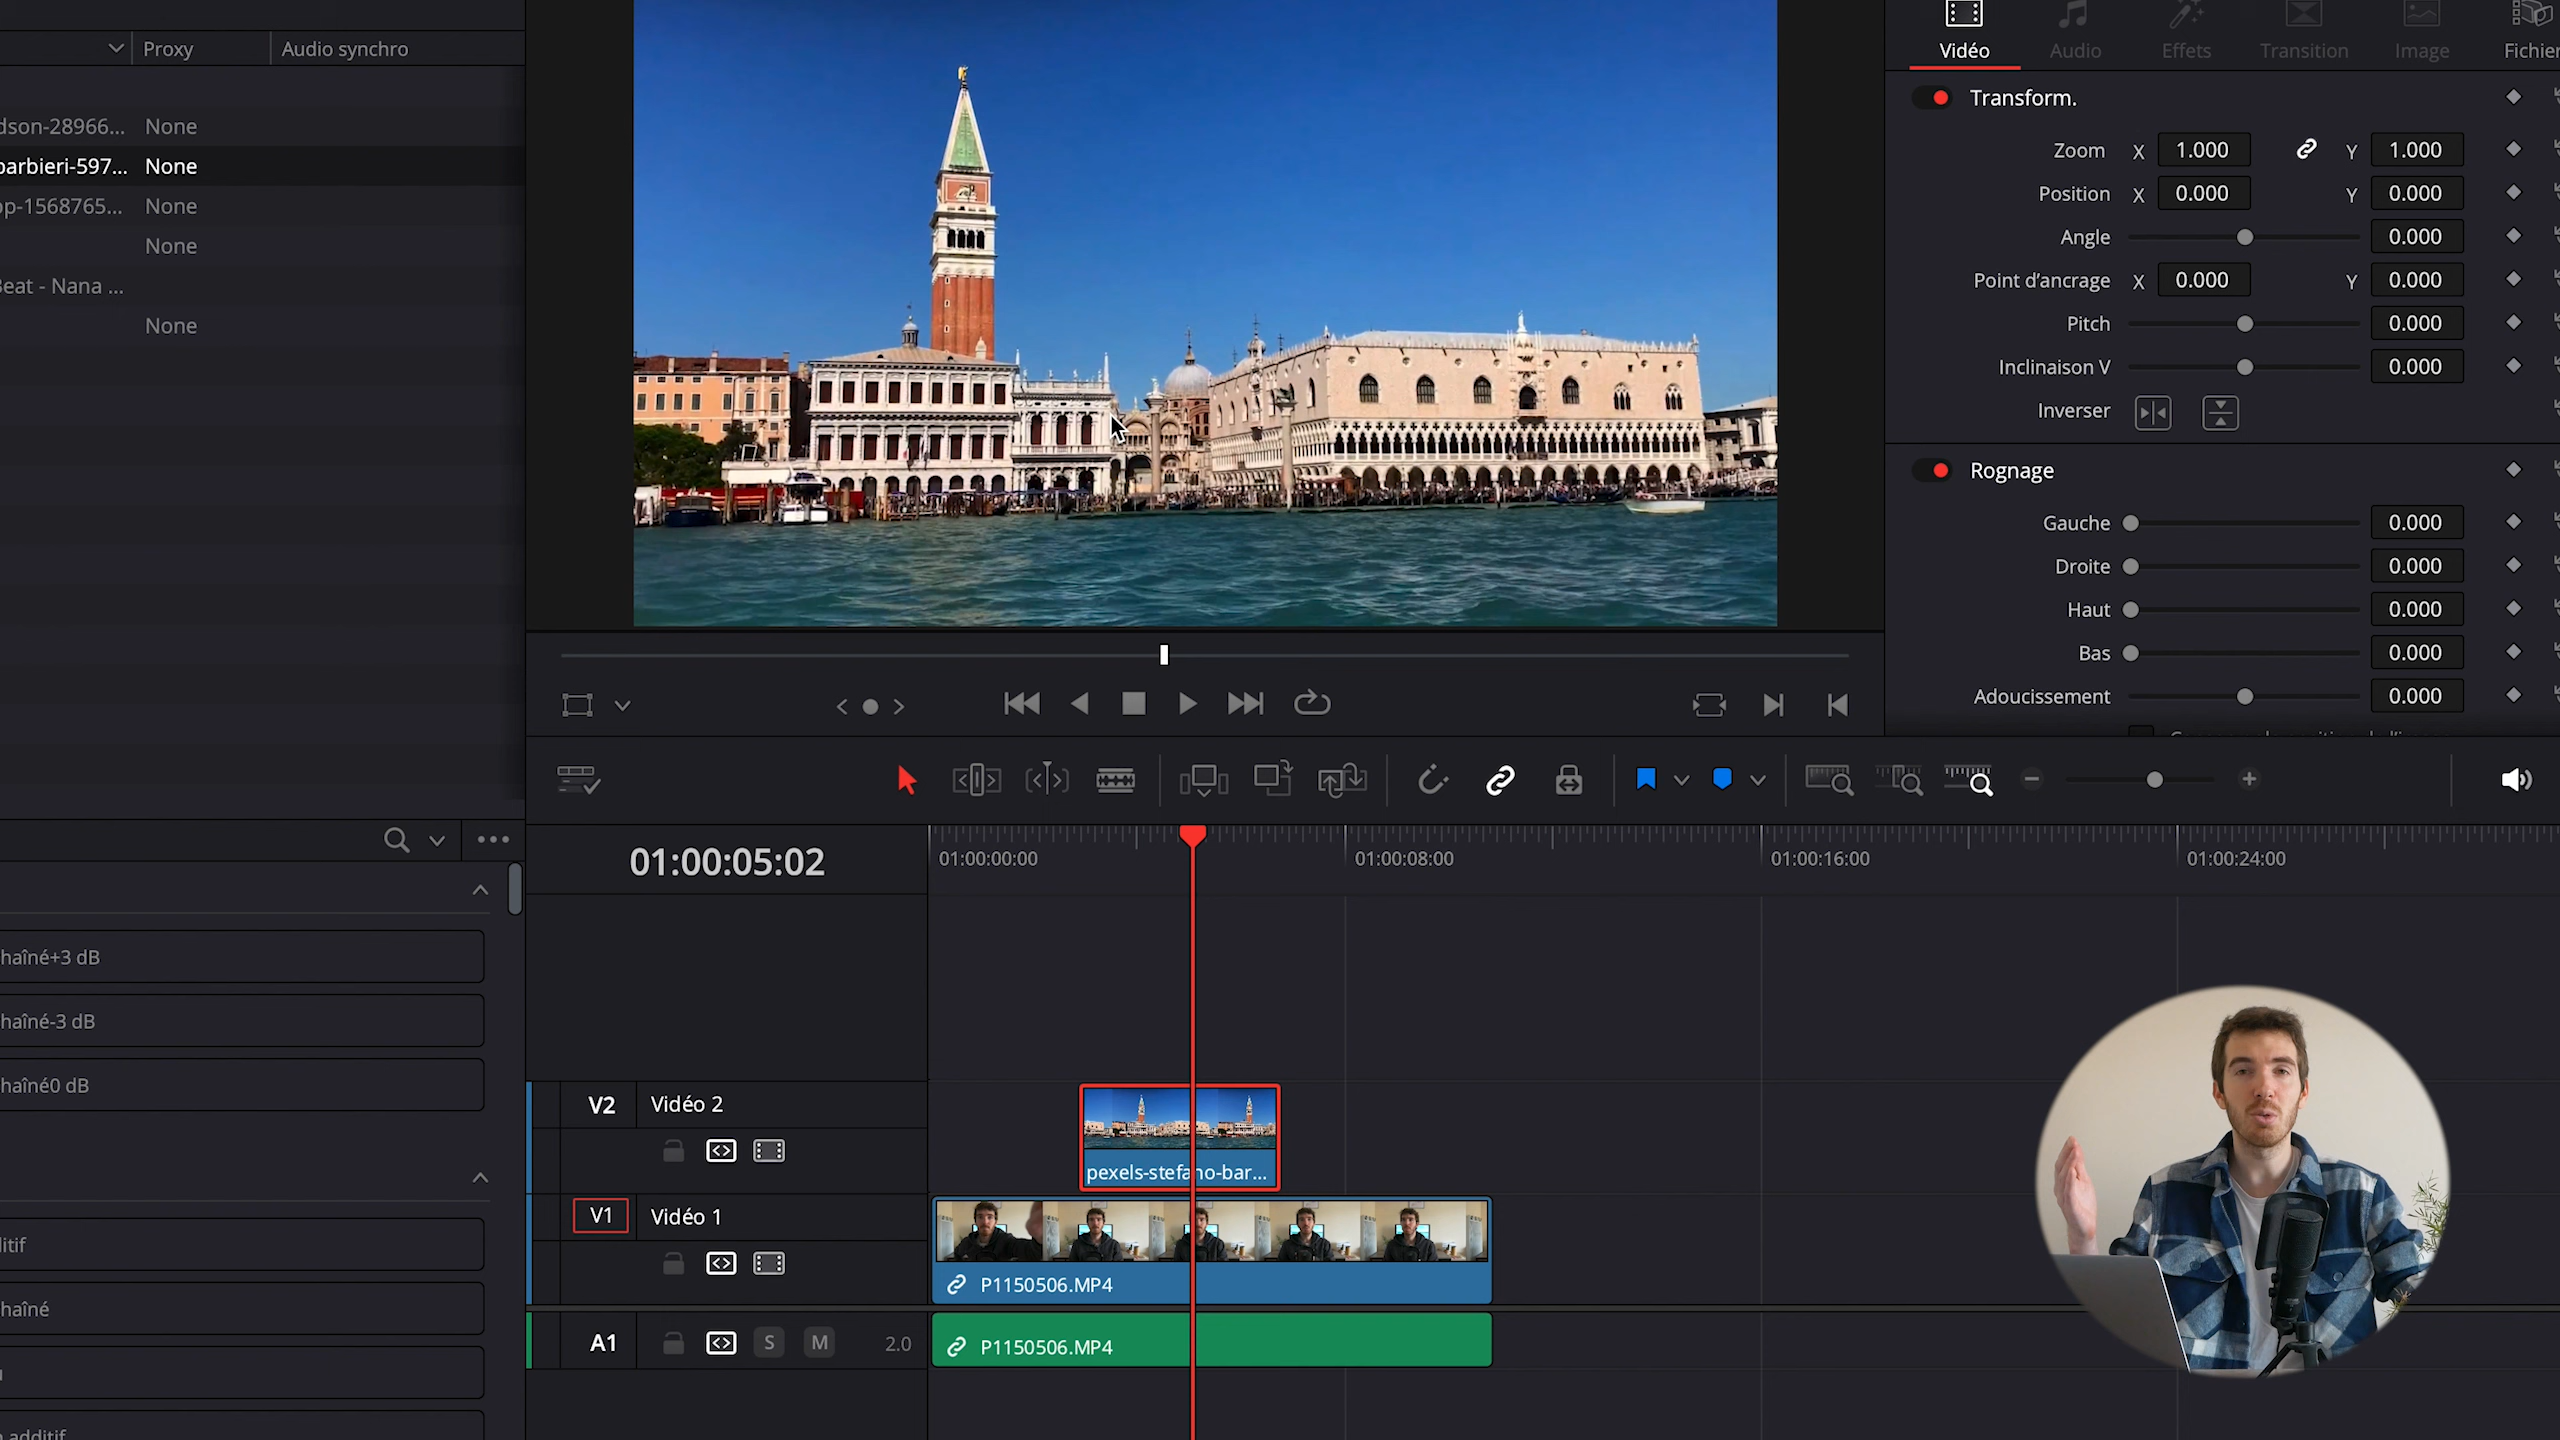 Proxy
Audio synchro
dson-28966... None
barbieri-597... None
op-1568765... None
None
Beat - Nana ...
None
Vidéo
Audio
Effets
Transition
Image
Fichier
Transform.
Zoom X 1.000 Y 1.000
Position X 0.000 Y 0.000
Angle 0.000
Point d’ancrage X 0.000 Y 0.000
Pitch 0.000
Inclinaison V 0.000
Inverser
Rognage
Gauche 0.000
Droite 0.000
Haut 0.000
Bas 0.000
Adoucissement 0.000
01:00:05:02
01:00:00:00
01:00:08:00
01:00:16:00
01:00:24:00
haîné+3 dB
haîné-3 dB
haîné0 dB
itif
haîné
additif
V2 Vidéo 2
pexels-stefano-bar...
V1 Vidéo 1
P1150506.MP4
A1 S M 2.0
P1150506.MP4